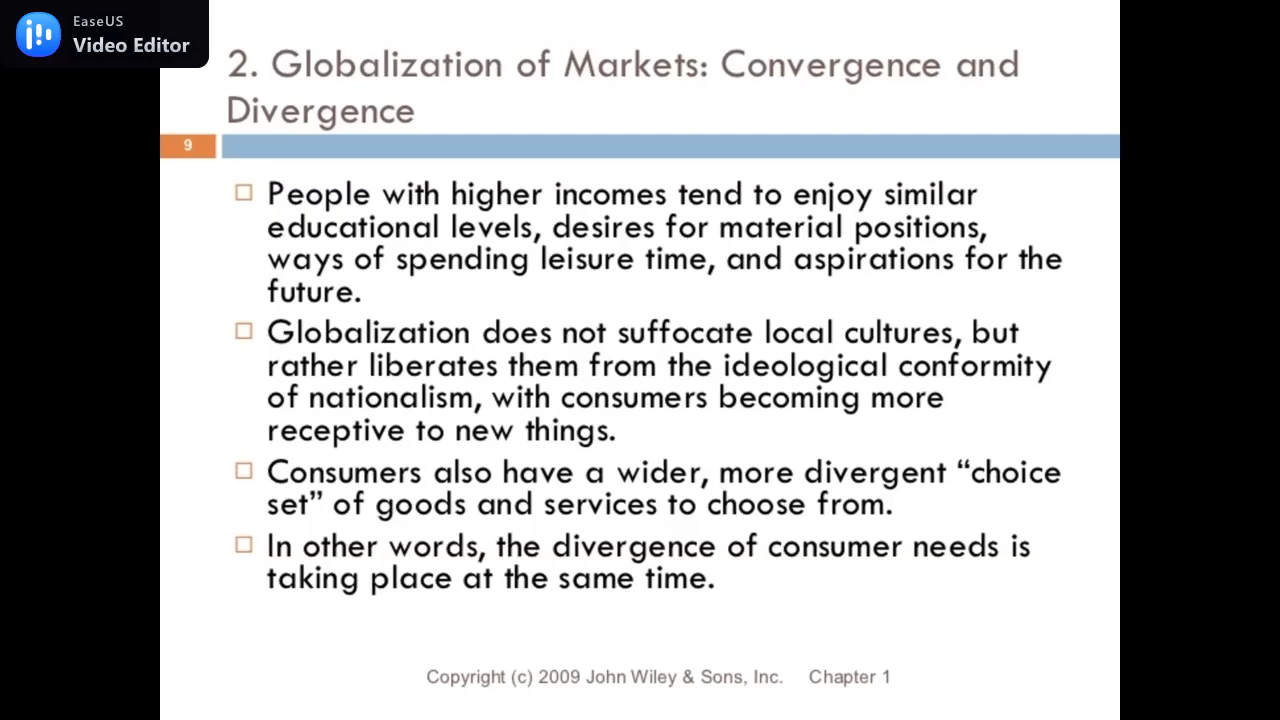 EaseUS
Video Editor
2. Globalization of Markets: Convergence and
Divergence
9
People with higher incomes tend to enjoy similar
educational levels, desires for material positions,
ways of spending leisure time, and aspirations for the
future.
Globalization does not suffocate local cultures, but
rather liberates them from the ideological conformity
of nationalism, with consumers becoming more
receptive to new things.
Consumers also have a wider, more divergent “choice
set” of goods and services to choose from.
In other words, the divergence of consumer needs is
taking place at the same time.
Copyright (c) 2009 John Wiley & Sons, Inc. Chapter 1